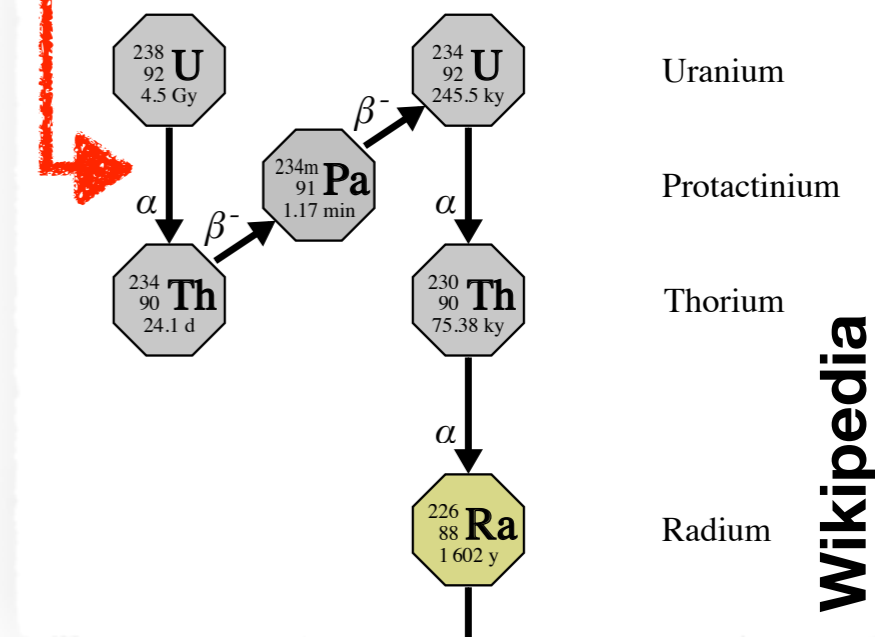 238
92 U
4.5 Gy
234
92 U
245.5 ky
Uranium
β-
234m
91 Pa
1.17 min
Protactinium
α
β-
α
234
90 Th
24.1 d
230
90 Th
75.38 ky
Thorium
Wikipedia
α
226
88 Ra
1 602 y
Radium